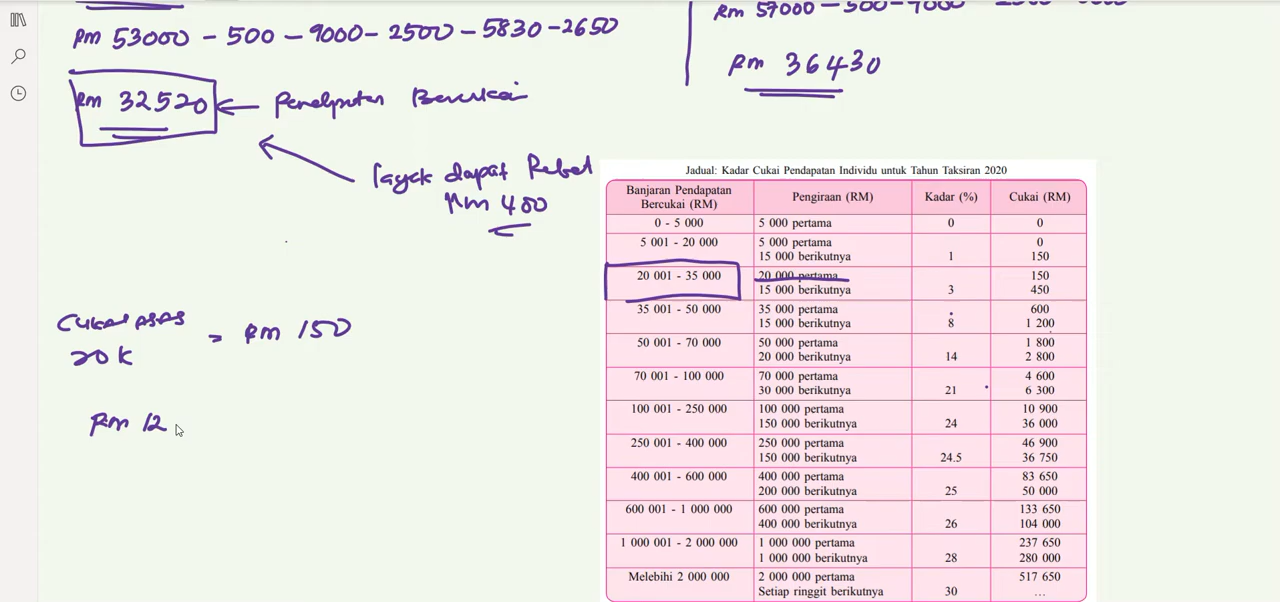 Rm 53000 - 500 - 9000 - 2500 - 5830 - 2650
Rm 32520 ← Pendapatan Bercukai
layak dapat Rebat
Rm 400
Rm 57000 - 500 - 9000
Rm 36430
Cukai Asas
20K
= Rm 150
Rm 12
Jadual: Kadar Cukai Pendapatan Individu untuk Tahun Taksiran 2020
Banjaran Pendapatan Bercukai (RM) Pengiraan (RM) Kadar (%) Cukai (RM)
0 - 5 000 5 000 pertama 0 0
5 001 - 20 000 5 000 pertama 0
15 000 berikutnya 1 150
20 001 - 35 000 20 000 pertama 150
15 000 berikutnya 3 450
35 001 - 50 000 35 000 pertama 600
15 000 berikutnya 8 1 200
50 001 - 70 000 50 000 pertama 1 800
20 000 berikutnya 14 2 800
70 001 - 100 000 70 000 pertama 4 600
30 000 berikutnya 21 6 300
100 001 - 250 000 100 000 pertama 10 900
150 000 berikutnya 24 36 000
250 001 - 400 000 250 000 pertama 46 900
150 000 berikutnya 24.5 36 750
400 001 - 600 000 400 000 pertama 83 650
200 000 berikutnya 25 50 000
600 001 - 1 000 000 600 000 pertama 133 650
400 000 berikutnya 26 104 000
1 000 001 - 2 000 000 1 000 000 pertama 237 650
1 000 000 berikutnya 28 280 000
Melebihi 2 000 000 2 000 000 pertama 517 650
Setiap ringgit berikutnya 30 ...